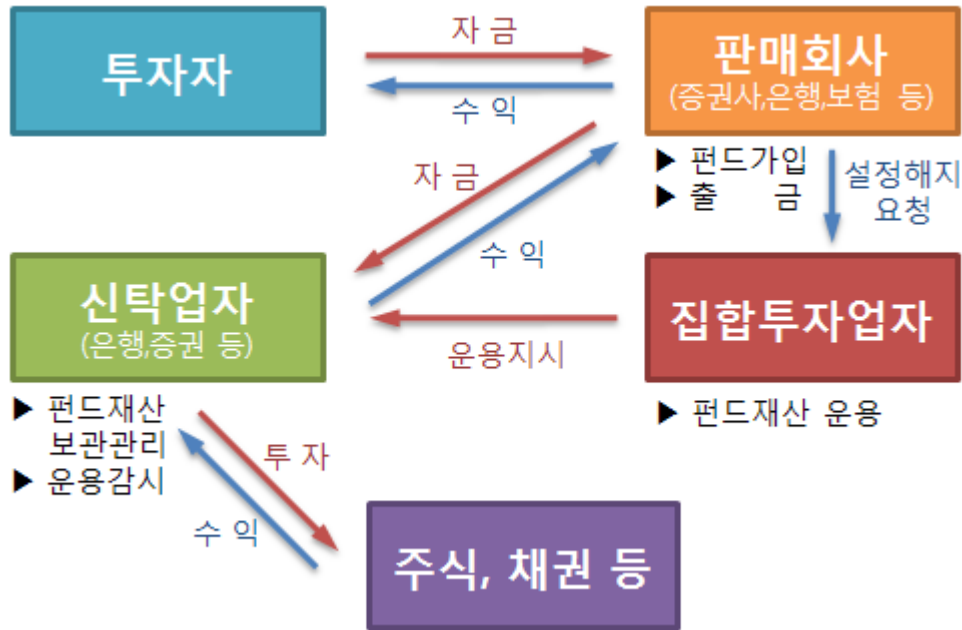 투자자
자 금
수 익
판매회사
(증권사,은행,보험 등)
▶ 펀드가입
▶ 출 금
설정해지
요청
자 금
수 익
신탁업자
(은행,증권 등)
운용지시
집합투자업자
▶ 펀드재산
보관관리
▶ 운용감시
▶ 펀드재산 운용
투 자
수 익
주식, 채권 등